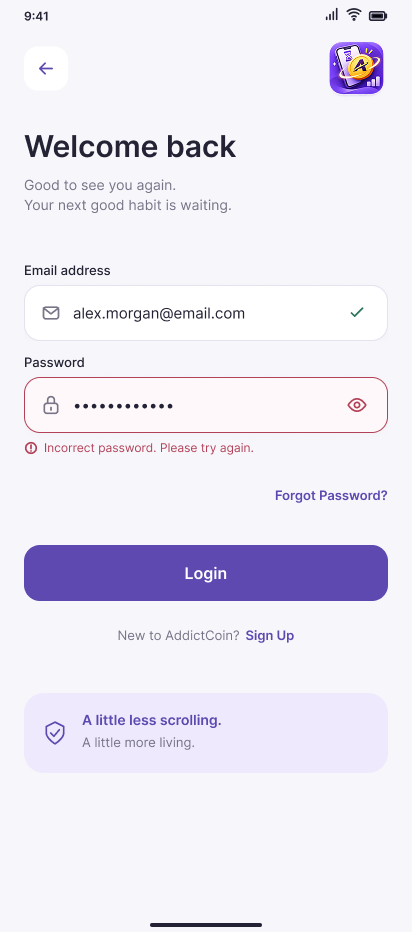 9:41
Welcome back
Good to see you again.
Your next good habit is waiting.
Email address
alex.morgan@email.com
Password
••••••••••••
Incorrect password. Please try again.
Forgot Password?
Login
New to AddictCoin? Sign Up
A little less scrolling.
A little more living.